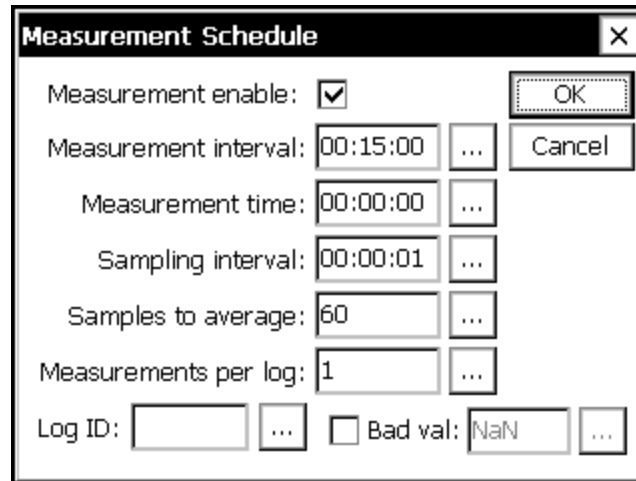 Measurement Schedule
Measurement enable: OK
Measurement interval: 00:15:00 ... Cancel
Measurement time: 00:00:00 ...
Sampling interval: 00:00:01 ...
Samples to average: 60 ...
Measurements per log: 1 ...
Log ID: ... Bad val: NaN ...